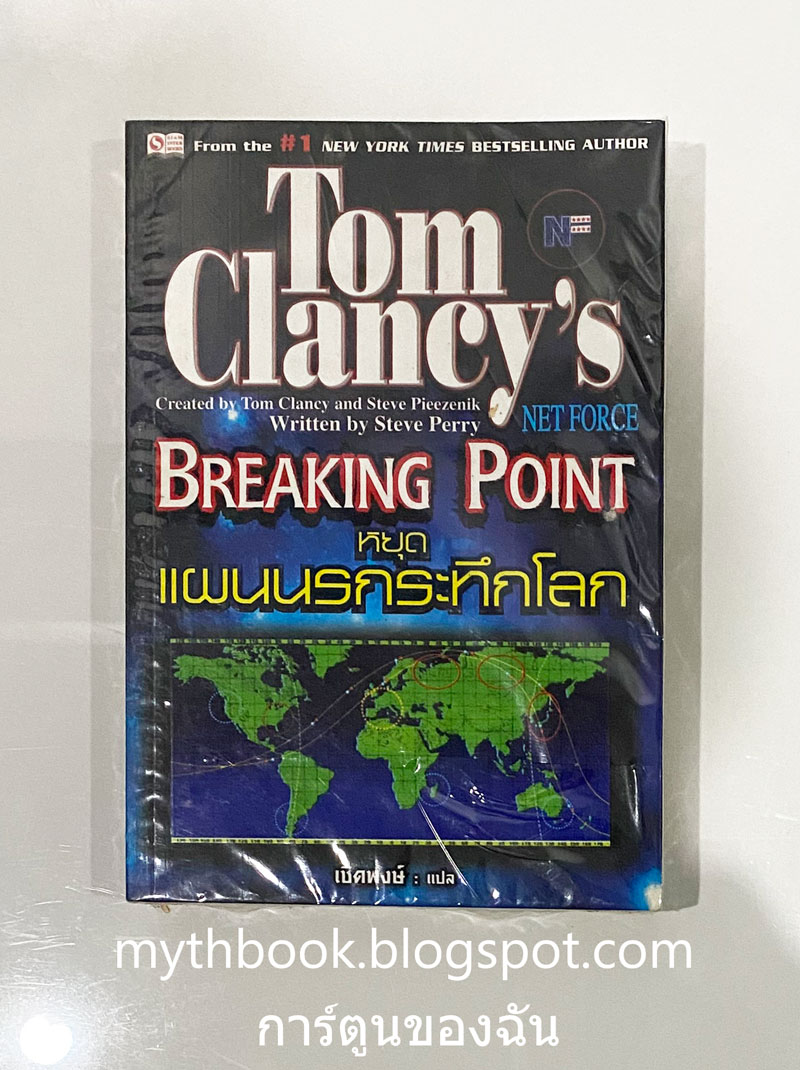 From the #1 NEW YORK TIMES BESTSELLING AUTHOR
NF
Tom
Clancy's
Created by Tom Clancy and Steve Pieezenik
Written by Steve Perry
NET FORCE
BREAKING POINT
หยุด
แผนนรกระทึกโลก
เชิดพงษ์ : แปล
mythbook.blogspot.com
การ์ตูนของฉัน